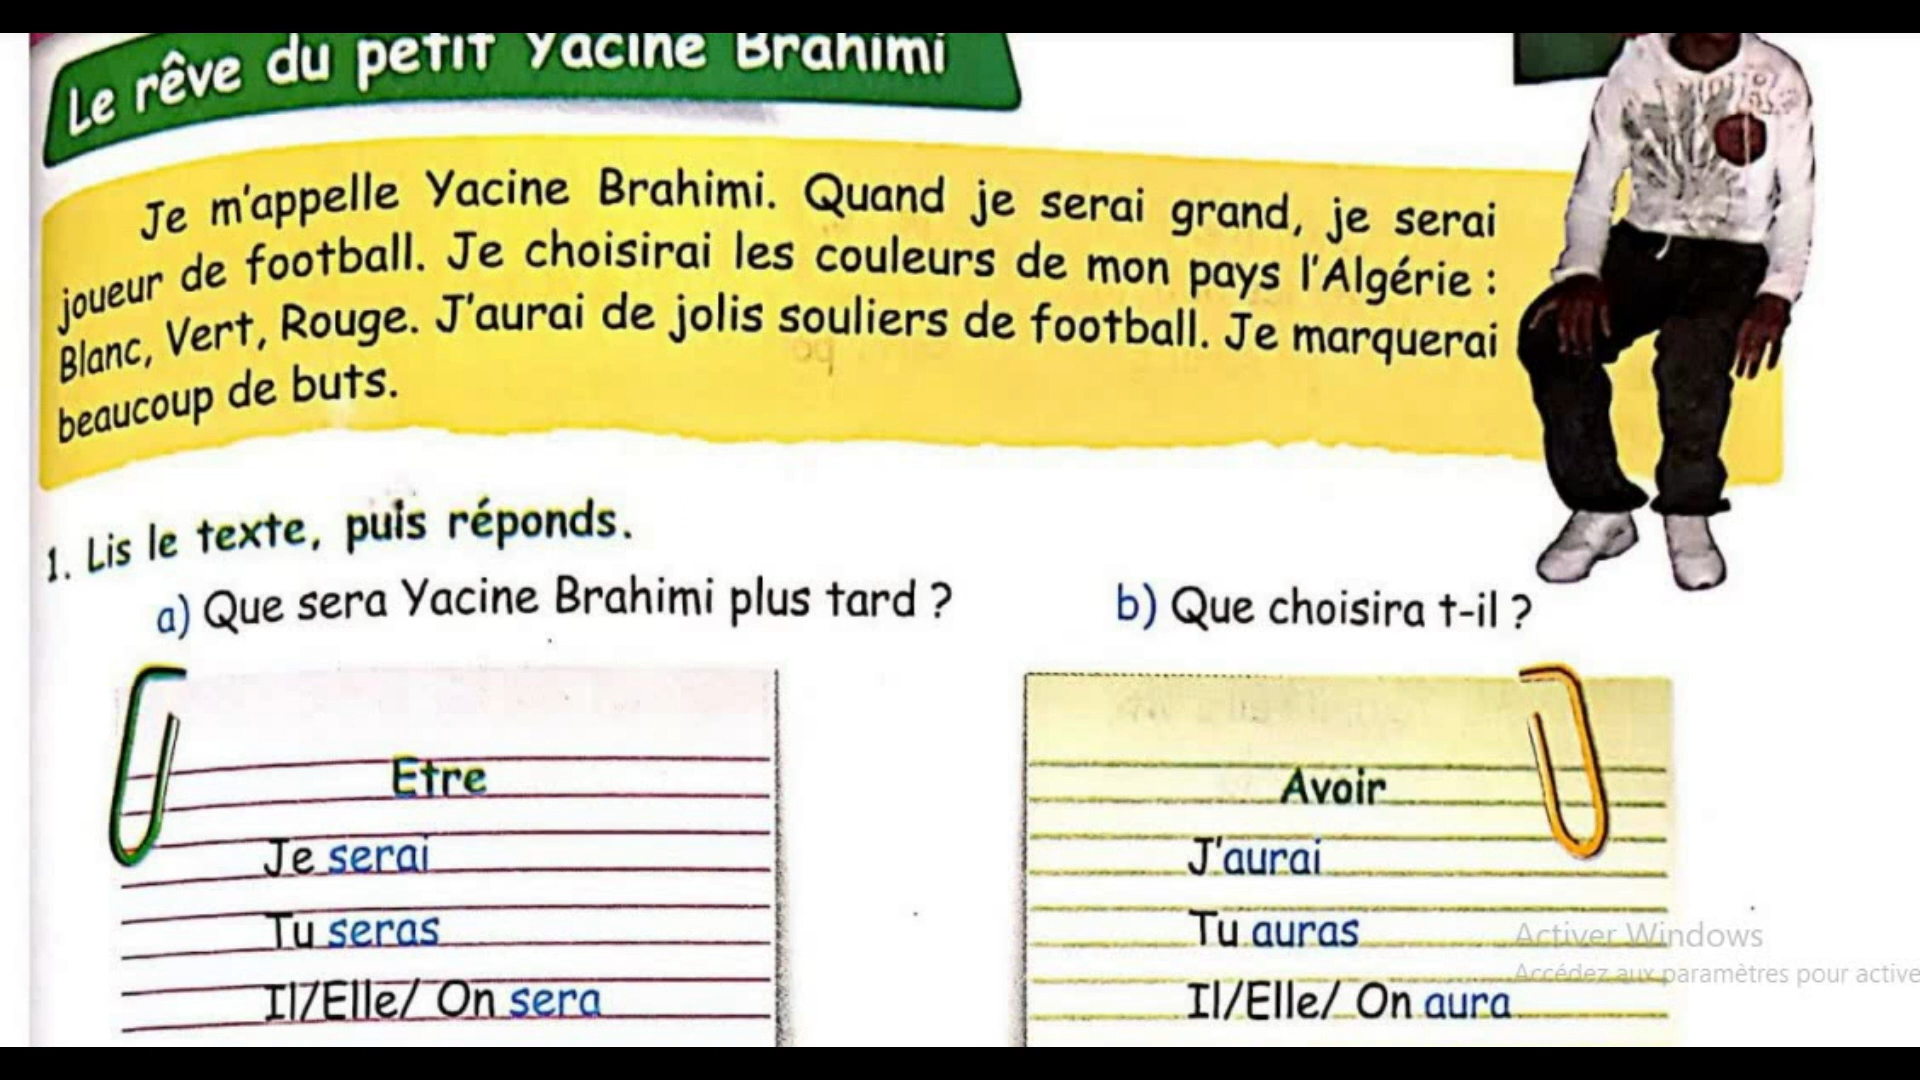 Le rêve du petit Yacine Brahimi
Je m'appelle Yacine Brahimi. Quand je serai grand, je serai
joueur de football. Je choisirai les couleurs de mon pays l'Algérie :
Blanc, Vert, Rouge. J'aurai de jolis souliers de football. Je marquerai
beaucoup de buts.
1. Lis le texte, puis réponds.
a) Que sera Yacine Brahimi plus tard ?
b) Que choisira t-il ?
Etre
Je serai
Tu seras
Il/Elle/ On sera
Avoir
J'aurai
Tu auras
Il/Elle/ On aura
Activer Windows
Accédez aux paramètres pour active